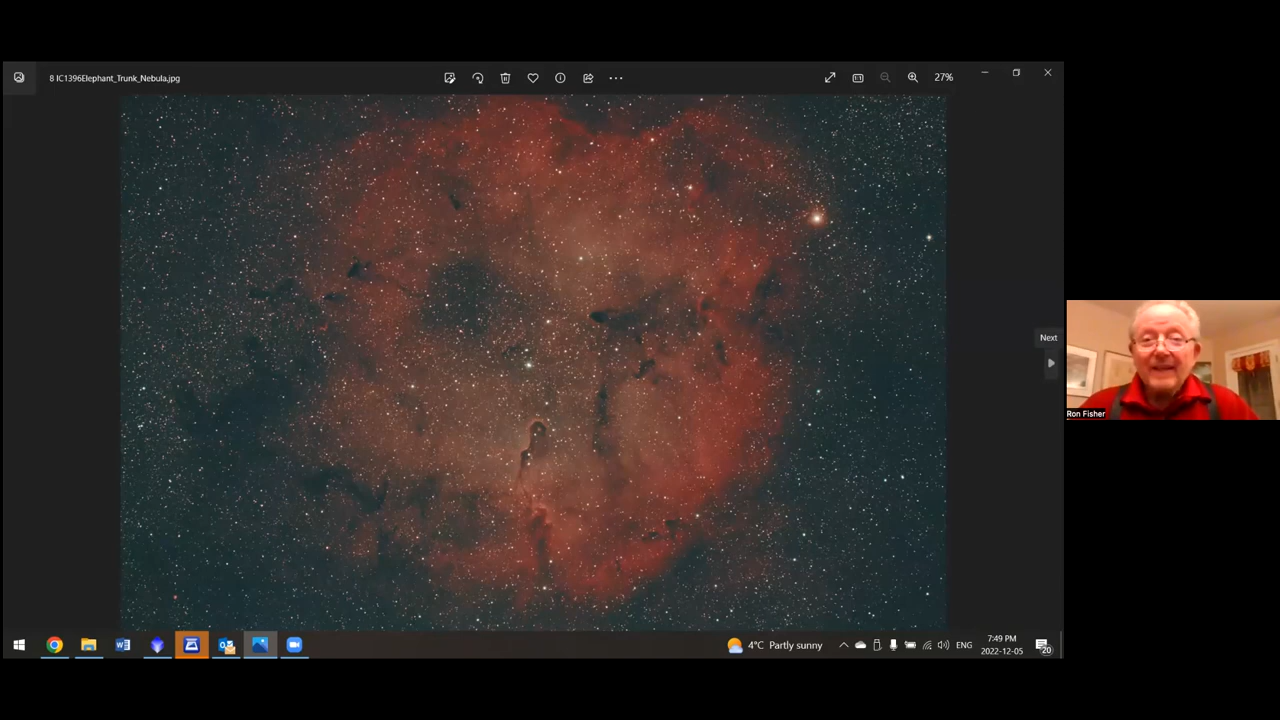 8 IC1396Elephant_Trunk_Nebula.jpg
27%
Next
Ron Fisher
4°C Partly sunny
ENG
7:49 PM
2022-12-05
20